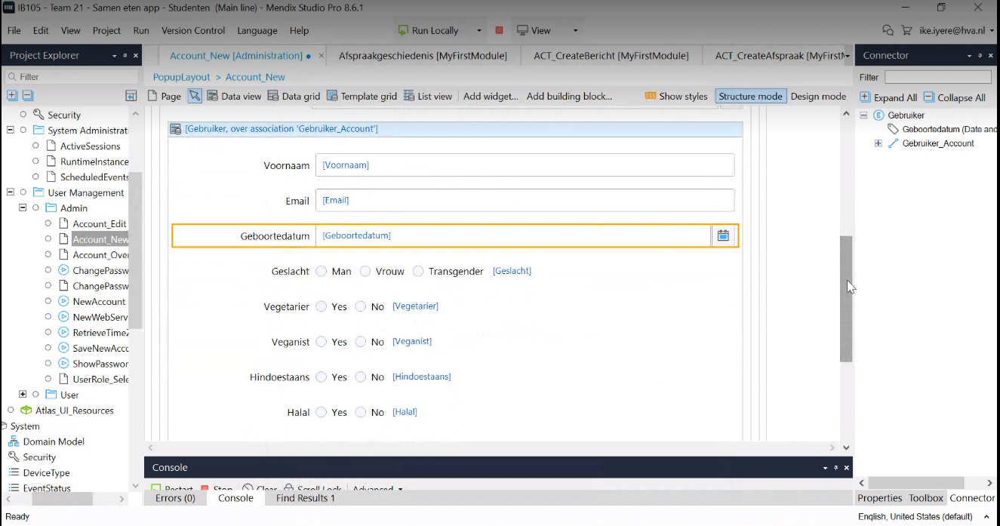 IB105 - Team 21 - Samen eten app - Studenten (Main line) - Mendix Studio Pro 8.6.1
File Edit View Project Run Version Control Language Help Run Locally View ike.iyere@hva.nl
Project Explorer
Filter
Security
System Administrati
ActiveSessions
RuntimeInstance
ScheduledEvents
User Management
Admin
Account_Edit
Account_New
Account_Over
ChangePassw
ChangePassw
NewAccount
NewWebServ
RetrieveTimeZ
SaveNewAcco
ShowPasswor
UserRole_Sele
User
Atlas_UI_Resources
System
Domain Model
Security
DeviceType
EventStatus
Account_New [Administration] Afspraakgeschiedenis [MyFirstModule] ACT_CreateBericht [MyFirstModule] ACT_CreateAfspraak [MyFirstM
PopupLayout > Account_New
Page Data view Data grid Template grid List view Add widget... Add building block... Show styles Structure mode Design mode
[Gebruiker, over association 'Gebruiker_Account']
Voornaam [Voornaam]
Email [Email]
Geboortedatum [Geboortedatum]
Geslacht Man Vrouw Transgender [Geslacht]
Vegetarier Yes No [Vegetarier]
Veganist Yes No [Veganist]
Hindoestaans Yes No [Hindoestaans]
Halal Yes No [Halal]
Console
Restart Stop Clear Scroll Lock Advanced
Errors (0) Console Find Results 1
Connector
Filter
Expand All Collapse All
Gebruiker
Geboortedatum (Date and
Gebruiker_Account
Properties Toolbox Connector
Ready
English, United States (default)